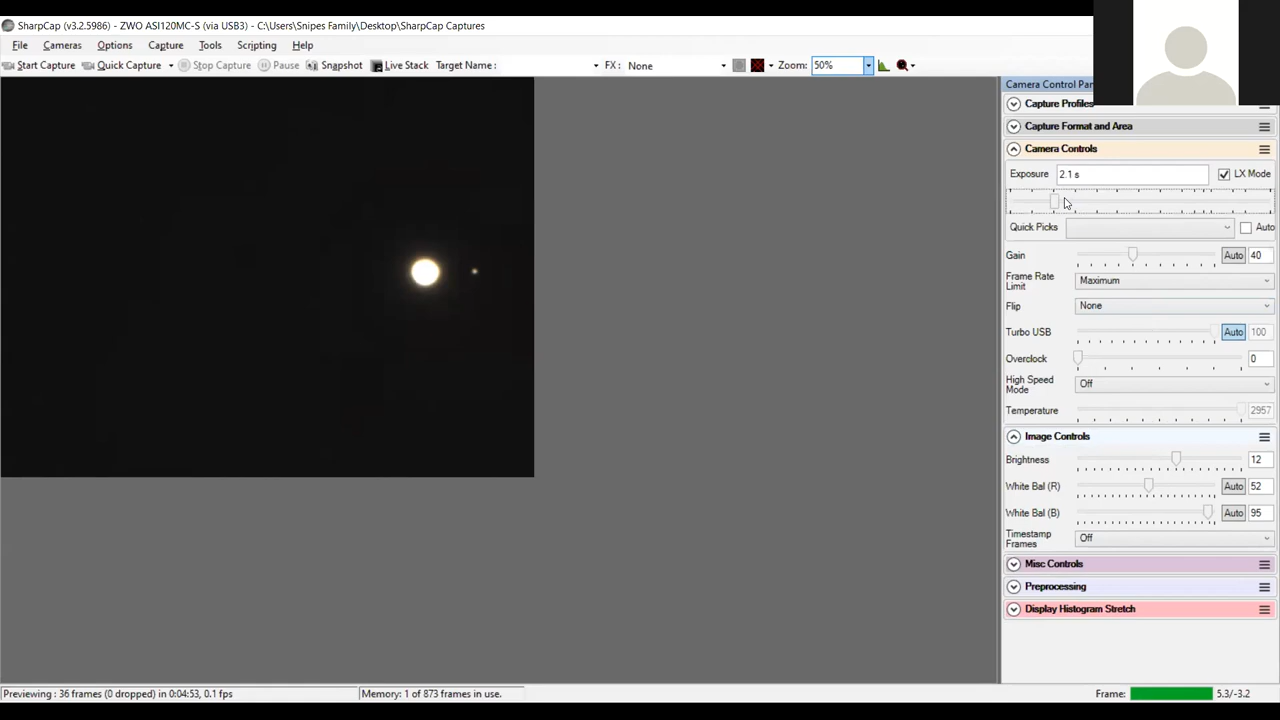 SharpCap (v3.2.5986) - ZWO ASI120MC-S (via USB3) - C:\Users\Snipes Family\Desktop\SharpCap Captures
File Cameras Options Capture Tools Scripting Help
Start Capture Quick Capture Stop Capture Pause Snapshot Live Stack Target Name : FX: None Zoom: 50%
Camera Control Pan
Capture Profiles
Capture Format and Area
Camera Controls
Exposure 2.1 s LX Mode
Quick Picks Auto
Gain Auto 40
Frame Rate
Limit Maximum
Flip None
Turbo USB Auto 100
Overclock 0
High Speed
Mode Off
Temperature 2957
Image Controls
Brightness 12
White Bal (R) Auto 52
White Bal (B) Auto 95
Timestamp
Frames Off
Misc Controls
Preprocessing
Display Histogram Stretch
Previewing : 36 frames (0 dropped) in 0:04:53, 0.1 fps Memory: 1 of 873 frames in use. Frame: 5.3/-3.2